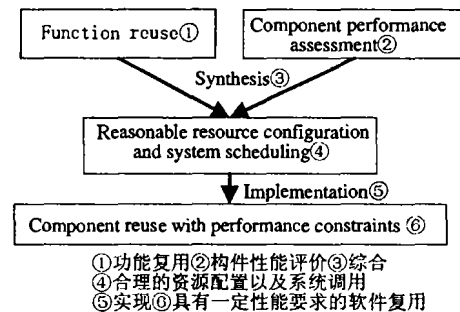 Function reuse①
Component performance
assessment②
Synthesis③
Reasonable resource configuration
and system scheduling④
Implementation⑤
Component reuse with performance constraints ⑥
①功能复用②构件性能评价③综合
④合理的资源配置以及系统调用
⑤实现⑥具有一定性能要求的软件复用